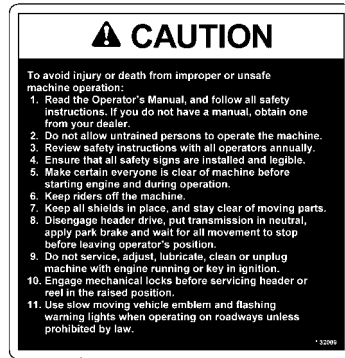 CAUTION
To avoid injury or death from improper or unsafe
machine operation:
1. Read the Operator's Manual, and follow all safety
instructions. If you do not have a manual, obtain one
from your dealer.
2. Do not allow untrained persons to operate the machine.
3. Review safety instructions with all operators annually.
4. Ensure that all safety signs are installed and legible.
5. Make certain everyone is clear of machine before
starting engine and during operation.
6. Keep riders off the machine.
7. Keep all shields in place, and stay clear of moving parts.
8. Disengage header drive, put transmission in neutral,
apply park brake and wait for all movement to stop
before leaving operator's position.
9. Do not service, adjust, lubricate, clean or unplug
machine with engine running or key in ignition.
10. Engage mechanical locks before servicing header or
reel in the raised position.
11. Use slow moving vehicle emblem and flashing
warning lights when operating on roadways unless
prohibited by law.